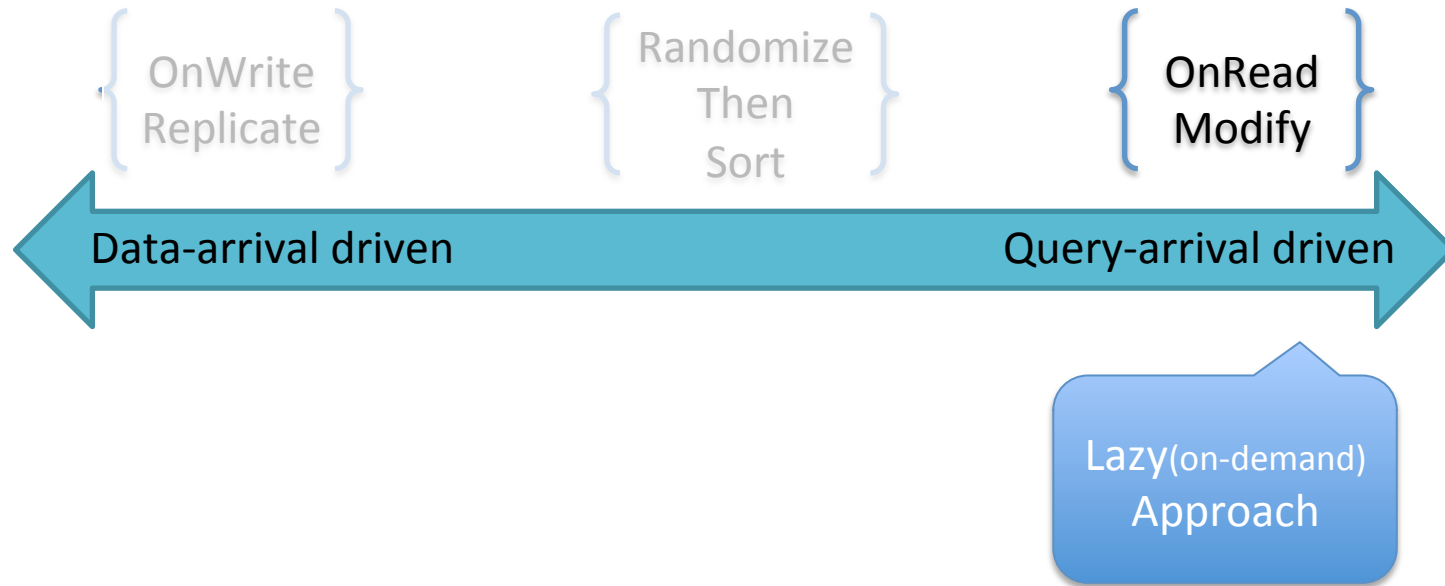 OnWrite
Replicate
Randomize
Then
Sort
OnRead
Modify
Data-arrival driven
Query-arrival driven
Lazy(on-demand)
Approach